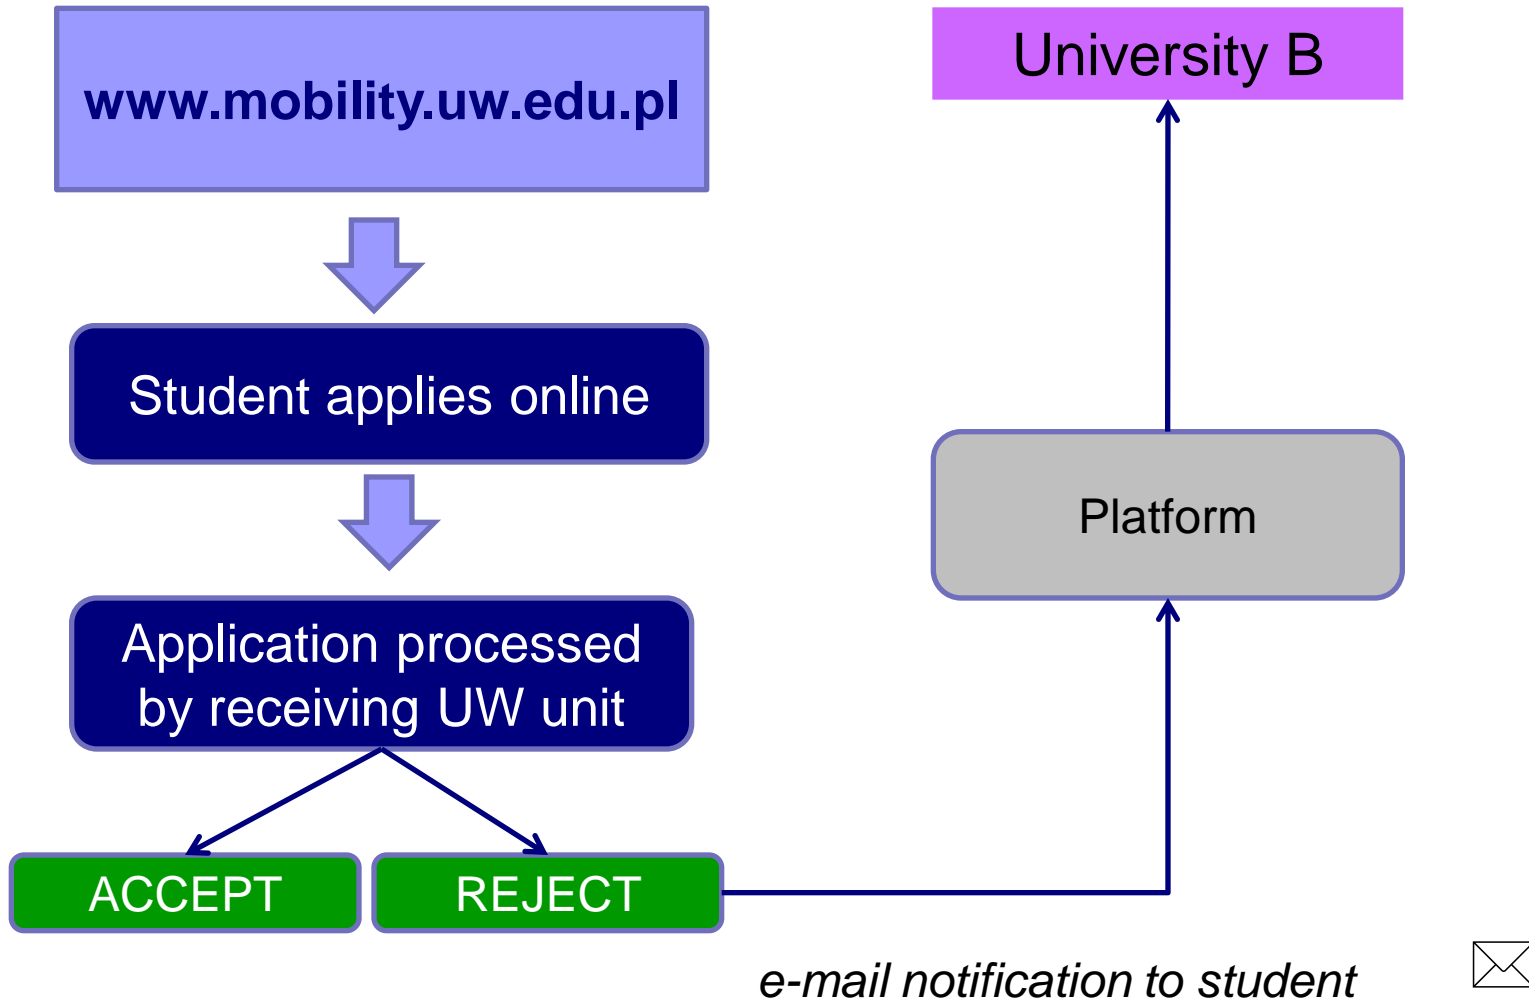 www.mobility.uw.edu.pl
University B
Student applies online
Platform
Application processed
by receiving UW unit
ACCEPT
REJECT
e-mail notification to student